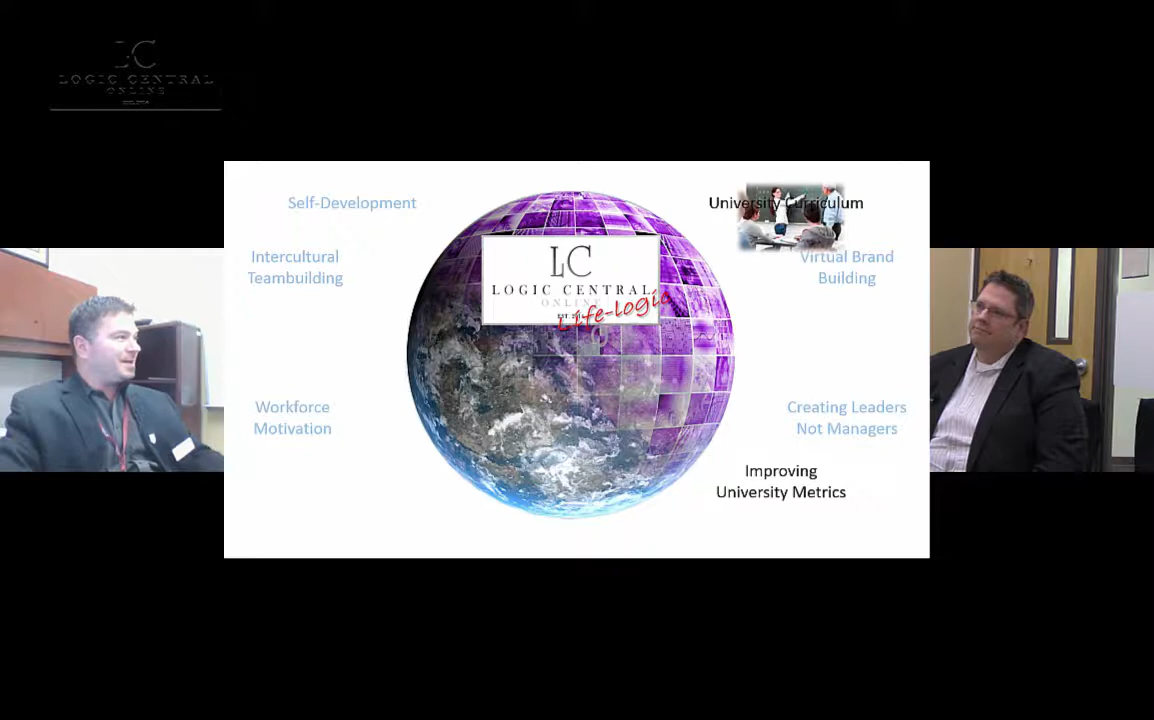 LC
LOGIC CENTRAL
ONLINE
Self-Development
University Curriculum
Intercultural
Teambuilding
LC
LOGIC CENTRAL
ONLINE
EST.
Life-logic
Virtual Brand
Building
Workforce
Motivation
Creating Leaders
Not Managers
Improving
University Metrics